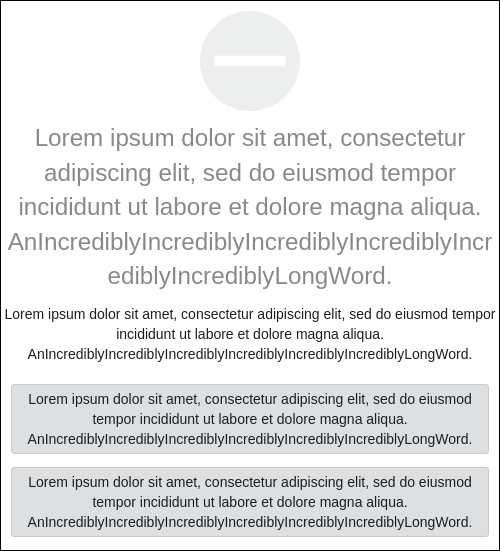 Lorem ipsum dolor sit amet, consectetur
adipiscing elit, sed do eiusmod tempor
incididunt ut labore et dolore magna aliqua.
AnIncrediblyIncrediblyIncrediblyIncrediblyIncr
ediblyIncrediblyLongWord.
Lorem ipsum dolor sit amet, consectetur adipiscing elit, sed do eiusmod tempor
incididunt ut labore et dolore magna aliqua.
AnIncrediblyIncrediblyIncrediblyIncrediblyIncrediblyIncrediblyLongWord.
Lorem ipsum dolor sit amet, consectetur adipiscing elit, sed do eiusmod
tempor incididunt ut labore et dolore magna aliqua.
AnIncrediblyIncrediblyIncrediblyIncrediblyIncrediblyIncrediblyLongWord.
Lorem ipsum dolor sit amet, consectetur adipiscing elit, sed do eiusmod
tempor incididunt ut labore et dolore magna aliqua.
AnIncrediblyIncrediblyIncrediblyIncrediblyIncrediblyIncrediblyLongWord.